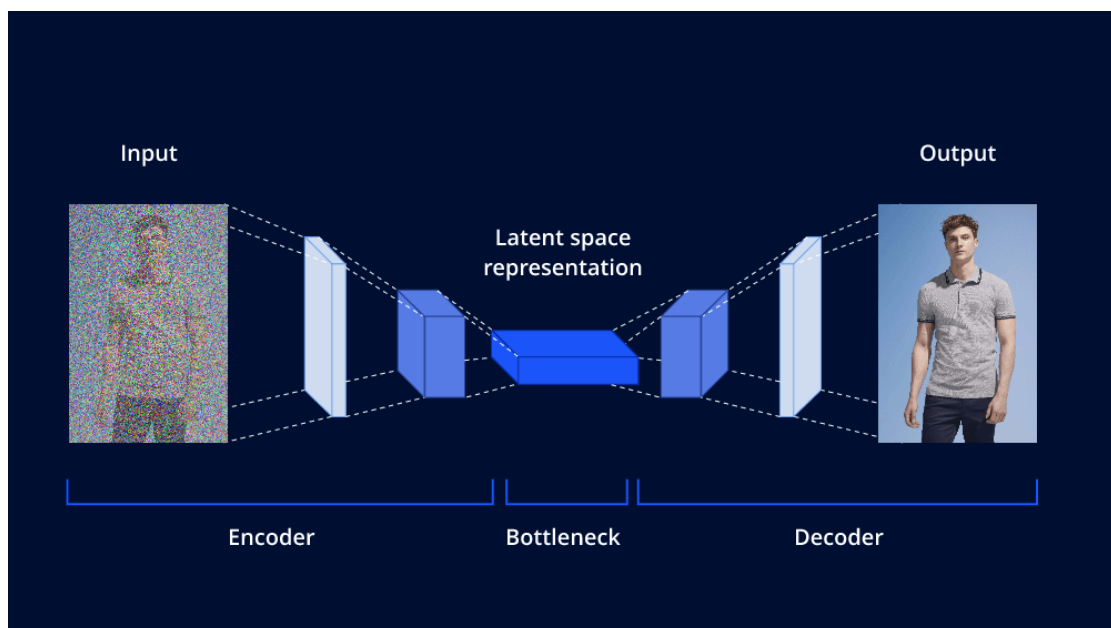 Input
Output
Latent space
representation
Encoder
Bottleneck
Decoder